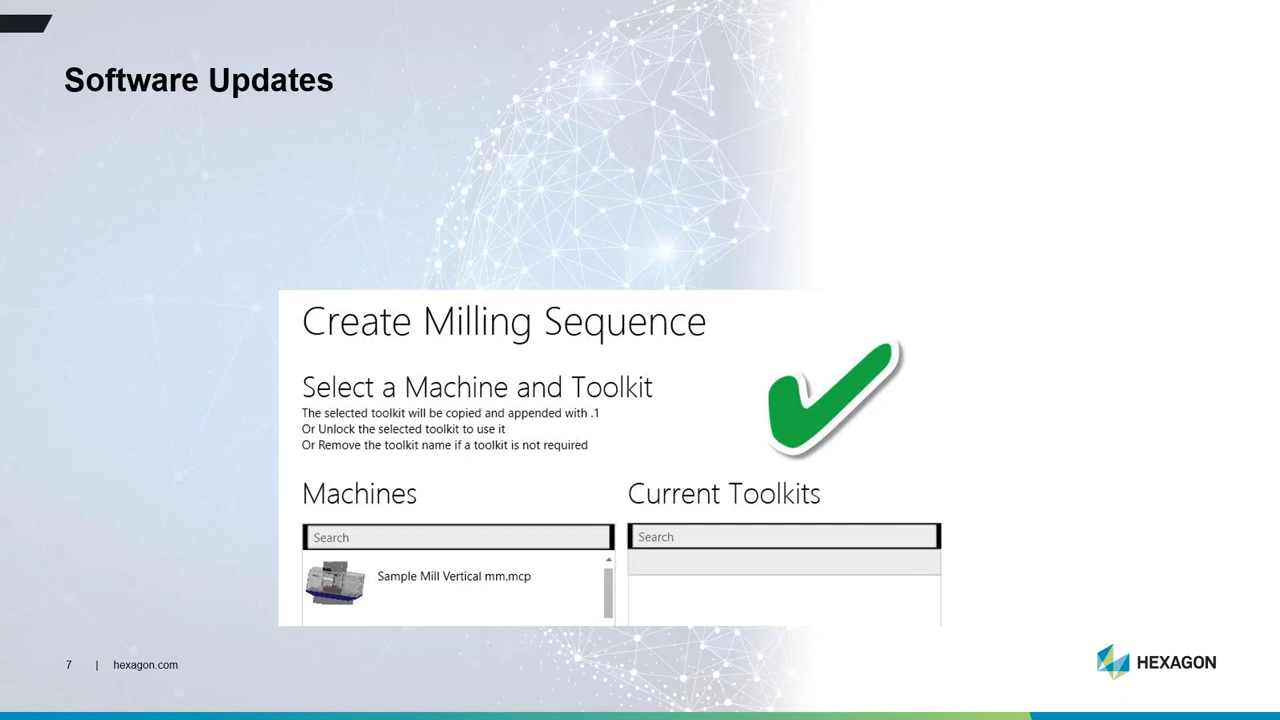 Software Updates
Create Milling Sequence
Select a Machine and Toolkit
The selected toolkit will be copied and appended with .1
Or Unlock the selected toolkit to use it
Or Remove the toolkit name if a toolkit is not required
Machines
Current Toolkits
Search
Search
Sample Mill Vertical mm.mcp
7 | hexagon.com
HEXAGON